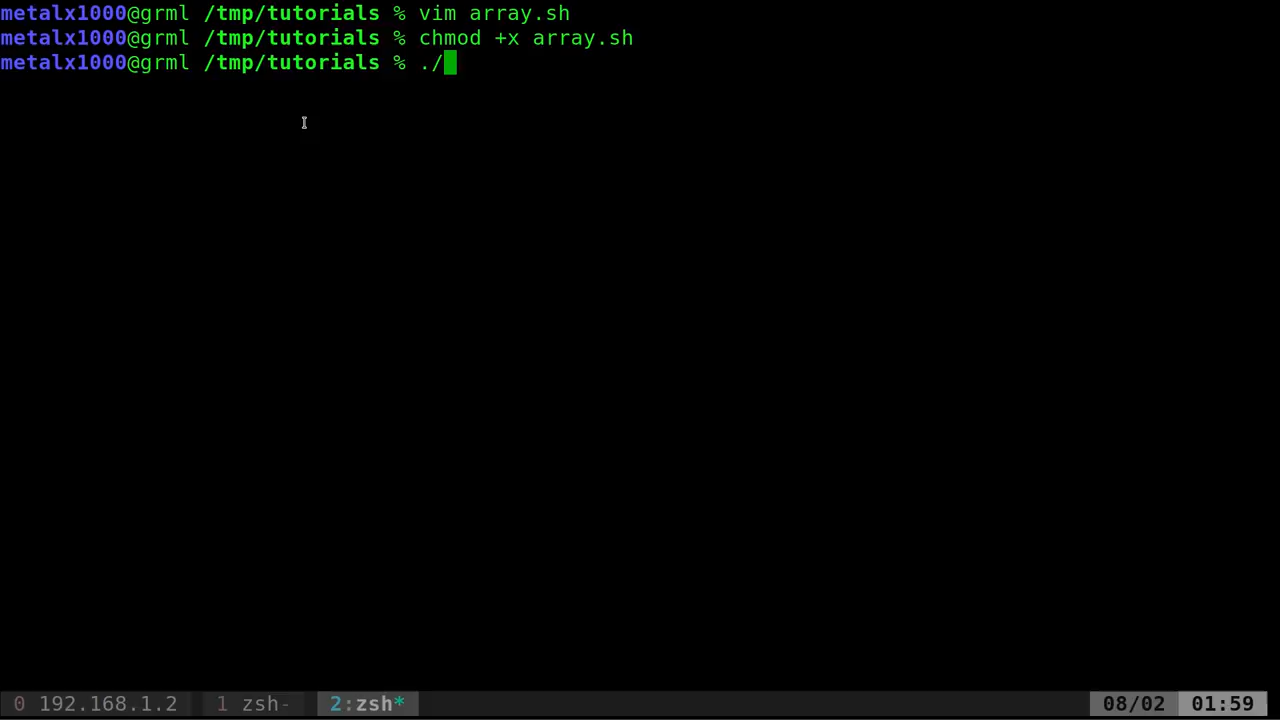 metalx1000@grml /tmp/tutorials % vim array.sh
metalx1000@grml /tmp/tutorials % chmod +x array.sh
metalx1000@grml /tmp/tutorials % ./
0 192.168.1.2 1 zsh- 2:zsh* 08/02 01:59